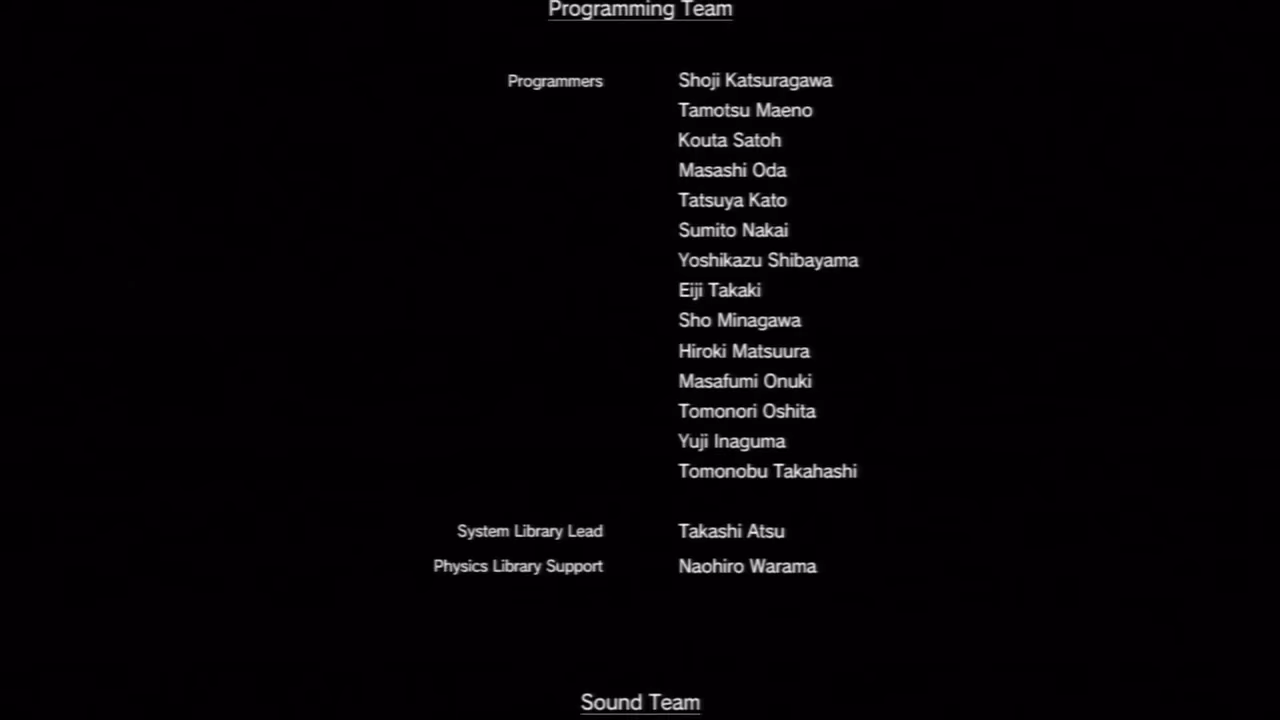 Programming Team
Programmers Shoji Katsuragawa
Tamotsu Maeno
Kouta Satoh
Masashi Oda
Tatsuya Kato
Sumito Nakai
Yoshikazu Shibayama
Eiji Takaki
Sho Minagawa
Hiroki Matsuura
Masafumi Onuki
Tomonori Oshita
Yuji Inaguma
Tomonobu Takahashi
System Library Lead Takashi Atsu
Physics Library Support Naohiro Warama
Sound Team